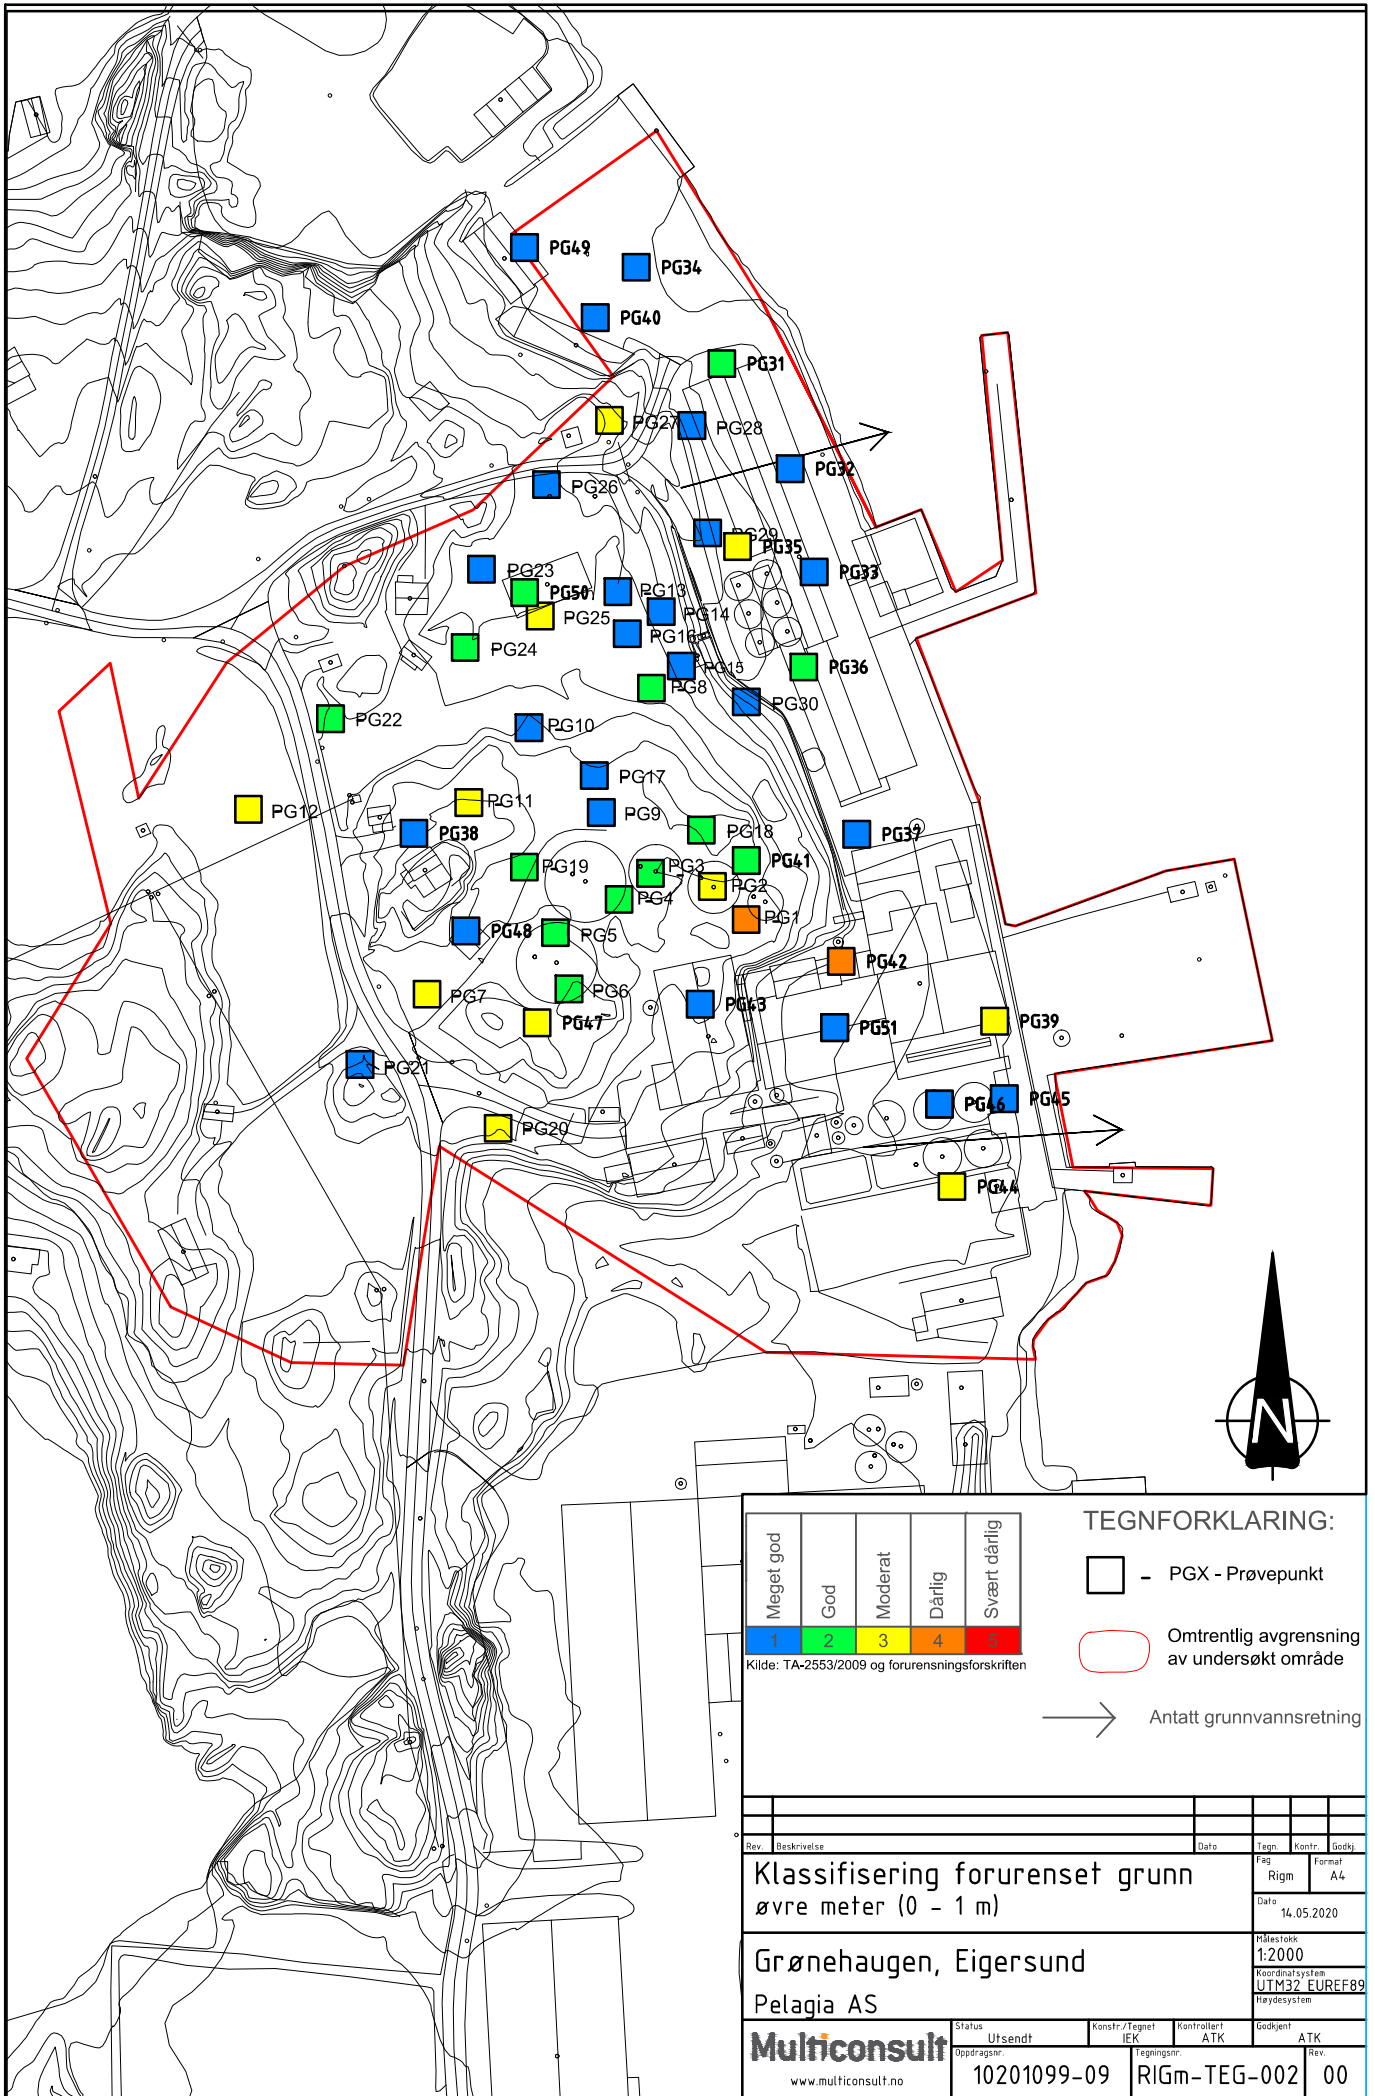 PG49
PG34
PG40
PG31
PG27
PG28
PG32
PG26
PG29
PG35
PG33
PG23
PG50
PG13
PG25
PG14
PG16
PG24
PG15
PG36
PG8
PG30
PG22
PG10
PG17
PG11
PG12
PG9
PG38
PG18
PG37
PG41
PG19
PG3
PG2
PG4
PG1
PG48
PG5
PG42
PG7
PG6
PG43
PG47
PG51
PG39
PG21
PG46
PG45
PG20
PG44
N
TEGNFORKLARING:
Meget god
God
Moderat
Dårlig
Svært dårlig
1 2 3 4 5
Kilde: TA-2553/2009 og forurensningsforskriften
- PGX - Prøvepunkt
Omtrentlig avgrensning
av undersøkt område
Antatt grunnvannsretning
Rev. Beskrivelse Dato Tegn. Kontr. Godkj.
Klassifisering forurenset grunn
øvre meter (0 - 1 m)
Fag
Rigm
Format
A4
Dato
14.05.2020
Grønehaugen, Eigersund
Pelagia AS
Målestokk
1:2000
Koordinatsystem
UTM32 EUREF89
Høydesystem
Multiconsult
www.multiconsult.no
Status
Utsendt
Konstr./Tegnet
IEK
Kontrollert
ATK
Godkjent
ATK
Oppdragsnr.
10201099-09
Tegningsnr.
RIGm-TEG-002
Rev.
00